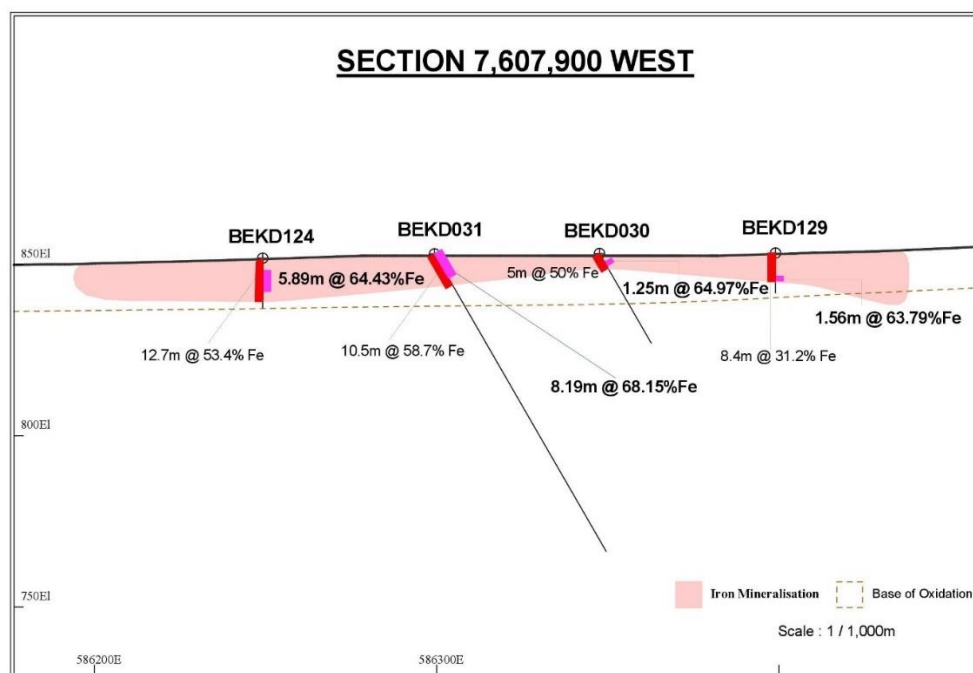 SECTION 7,607,900 WEST
BEKD124
BEKD031
BEKD030
BEKD129
850El
5.89m @ 64.43%Fe
5m @ 50% Fe
1.25m @ 64.97%Fe
1.56m @ 63.79%Fe
12.7m @ 53.4% Fe
10.5m @ 58.7% Fe
8.4m @ 31.2% Fe
8.19m @ 68.15%Fe
800El
750El
Iron Mineralisation
Base of Oxidation
Scale : 1 / 1,000m
586200E
586300E